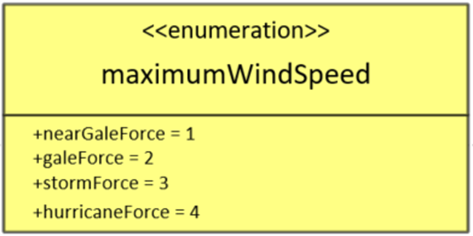 <<enumeration>>
maximumWindSpeed
+nearGaleForce = 1
+galeForce = 2
+stormForce = 3
+hurricaneForce = 4